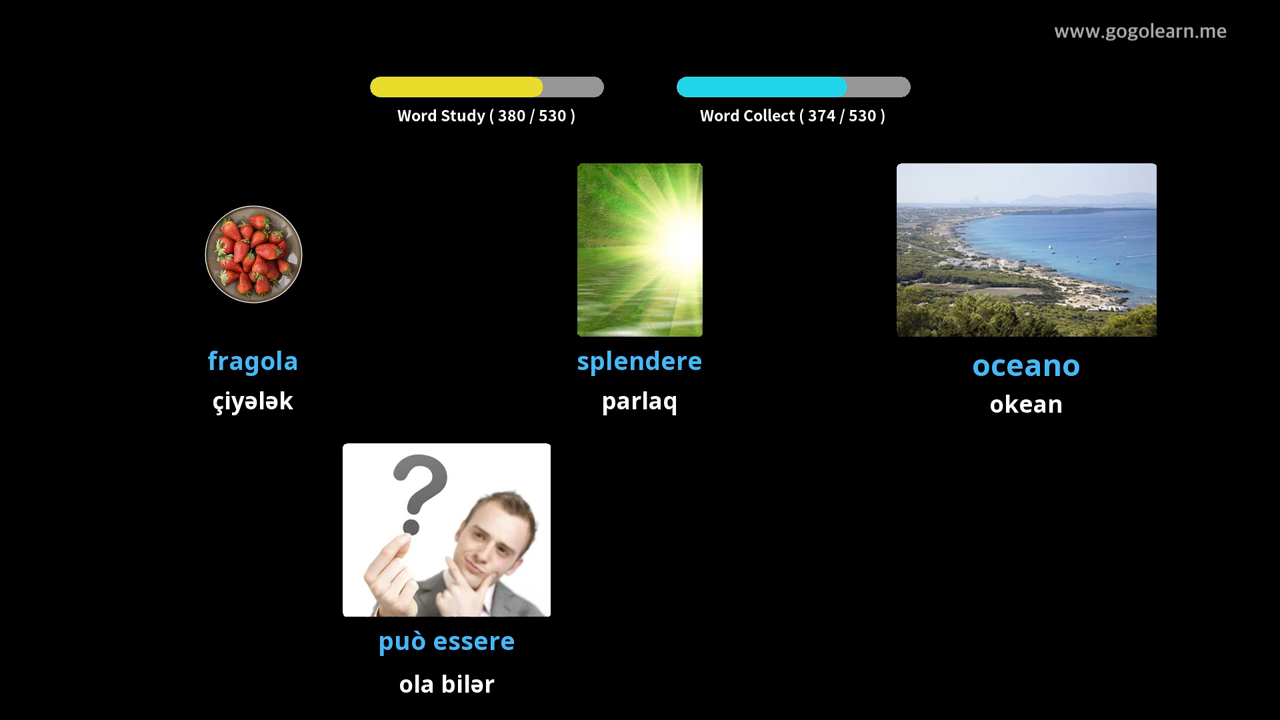 www.gogolearn.me
Word Study ( 380 / 530 )
Word Collect ( 374 / 530 )
fragola
çiyələk
splendere
parlaq
oceano
okean
può essere
ola bilər